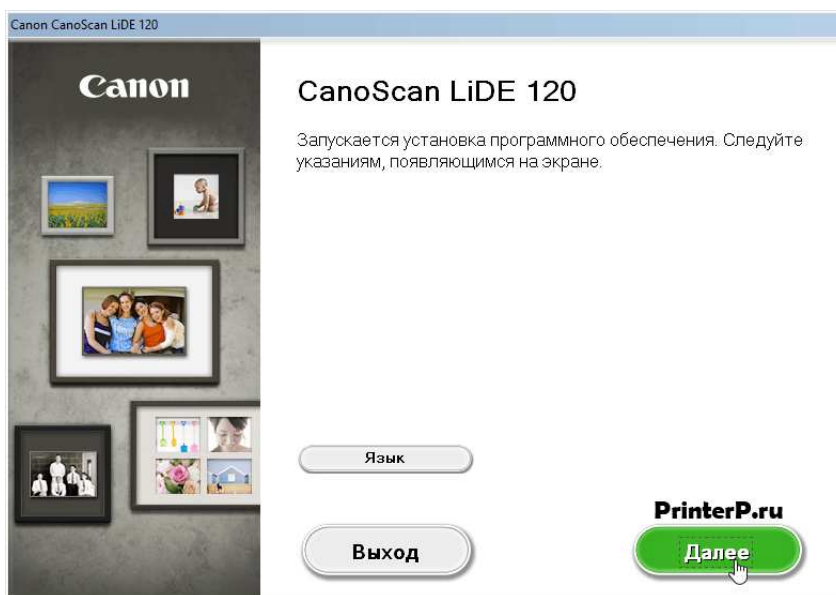 Canon CanoScan LiDE 120
Canon
CanoScan LiDE 120
Запускается установка программного обеспечения. Следуйте
указаниям, появляющимся на экране.
Язык
PrinterP.ru
Выход
Далее